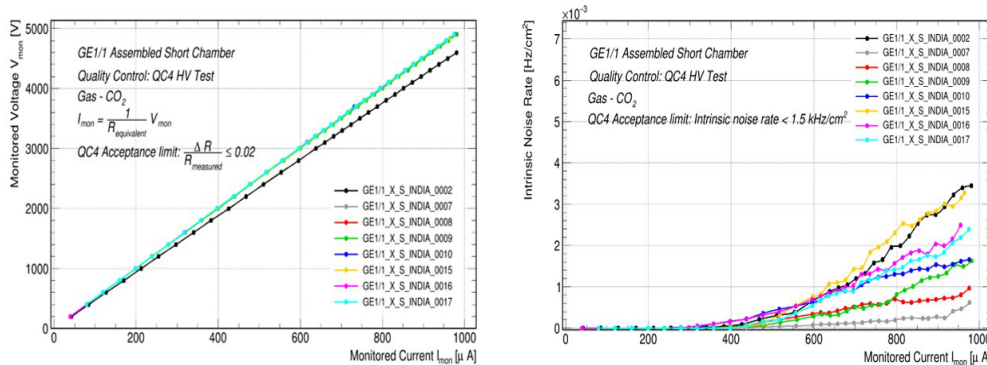 Monitored Voltage V_mon [V]
5000
4000
3000
2000
1000
0
GE1/1 Assembled Short Chamber
Quality Control: QC4 HV Test
Gas - CO₂
I_mon = 1 / R_equivalent V_mon
QC4 Acceptance limit: Δ R / R_measured ≤ 0.02
GE1/1_X_S_INDIA_0002
GE1/1_X_S_INDIA_0007
GE1/1_X_S_INDIA_0008
GE1/1_X_S_INDIA_0009
GE1/1_X_S_INDIA_0010
GE1/1_X_S_INDIA_0015
GE1/1_X_S_INDIA_0016
GE1/1_X_S_INDIA_0017
0 200 400 600 800 1000
Monitored Current I_mon [μ A]
×10⁻³
Intrinsic Noise Rate [Hz/cm²]
7
6
5
4
3
2
1
0
GE1/1 Assembled Short Chamber
Quality Control: QC4 HV Test
Gas - CO₂
QC4 Acceptance limit: Intrinsic noise rate < 1.5 kHz/cm²
GE1/1_X_S_INDIA_0002
GE1/1_X_S_INDIA_0007
GE1/1_X_S_INDIA_0008
GE1/1_X_S_INDIA_0009
GE1/1_X_S_INDIA_0010
GE1/1_X_S_INDIA_0015
GE1/1_X_S_INDIA_0016
GE1/1_X_S_INDIA_0017
0 200 400 600 800 1000
Monitored Current I_mon [μ A]